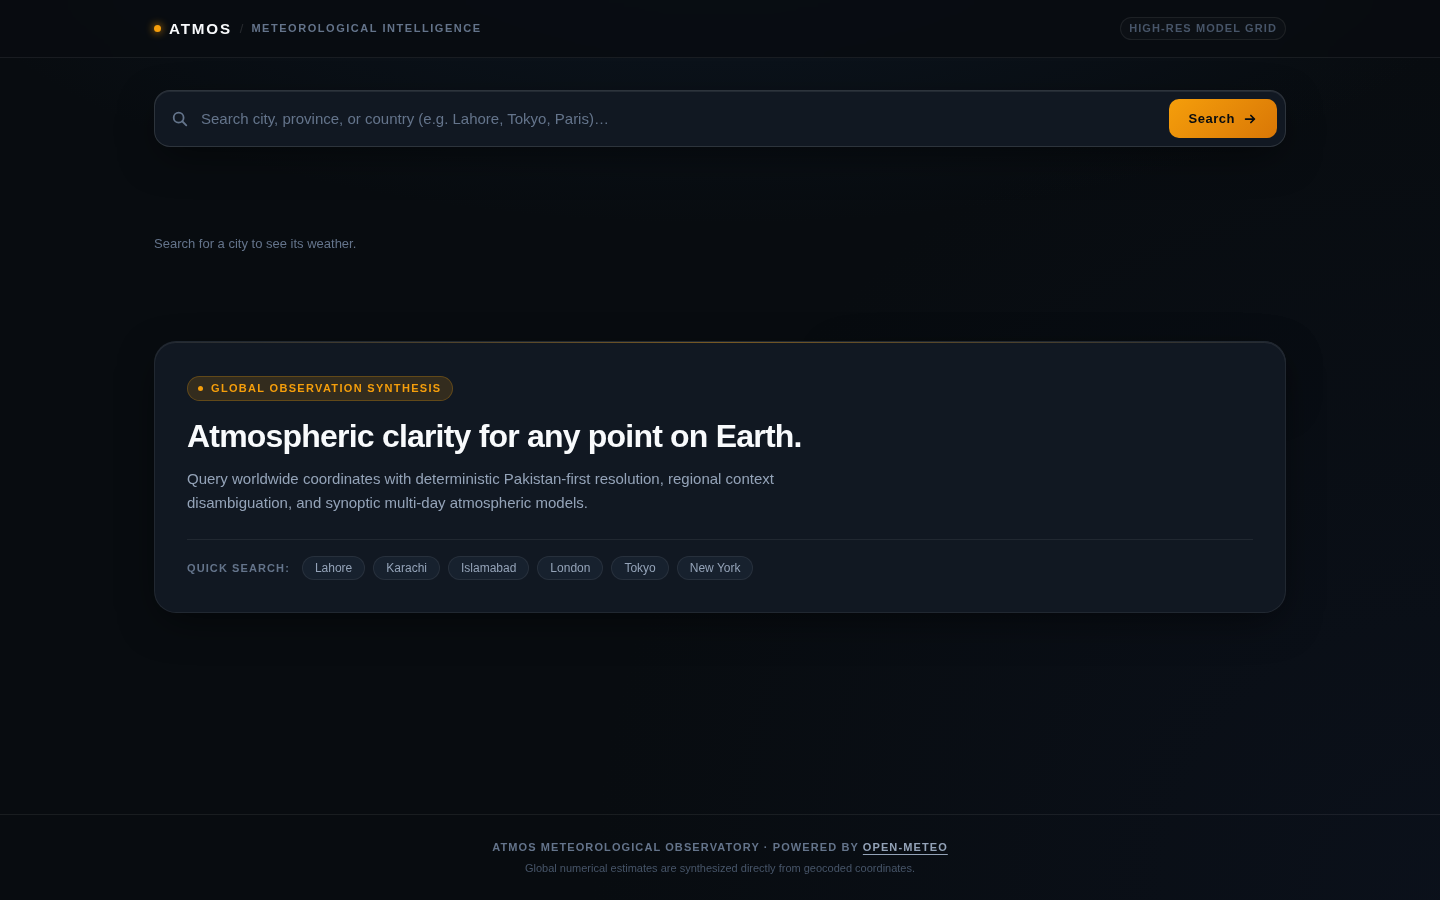 ATMOS / METEOROLOGICAL INTELLIGENCE
HIGH-RES MODEL GRID
Search city, province, or country (e.g. Lahore, Tokyo, Paris)…
Search →
Search for a city to see its weather.
GLOBAL OBSERVATION SYNTHESIS
Atmospheric clarity for any point on Earth.
Query worldwide coordinates with deterministic Pakistan-first resolution, regional context
disambiguation, and synoptic multi-day atmospheric models.
QUICK SEARCH: Lahore Karachi Islamabad London Tokyo New York
ATMOS METEOROLOGICAL OBSERVATORY · POWERED BY OPEN-METEO
Global numerical estimates are synthesized directly from geocoded coordinates.